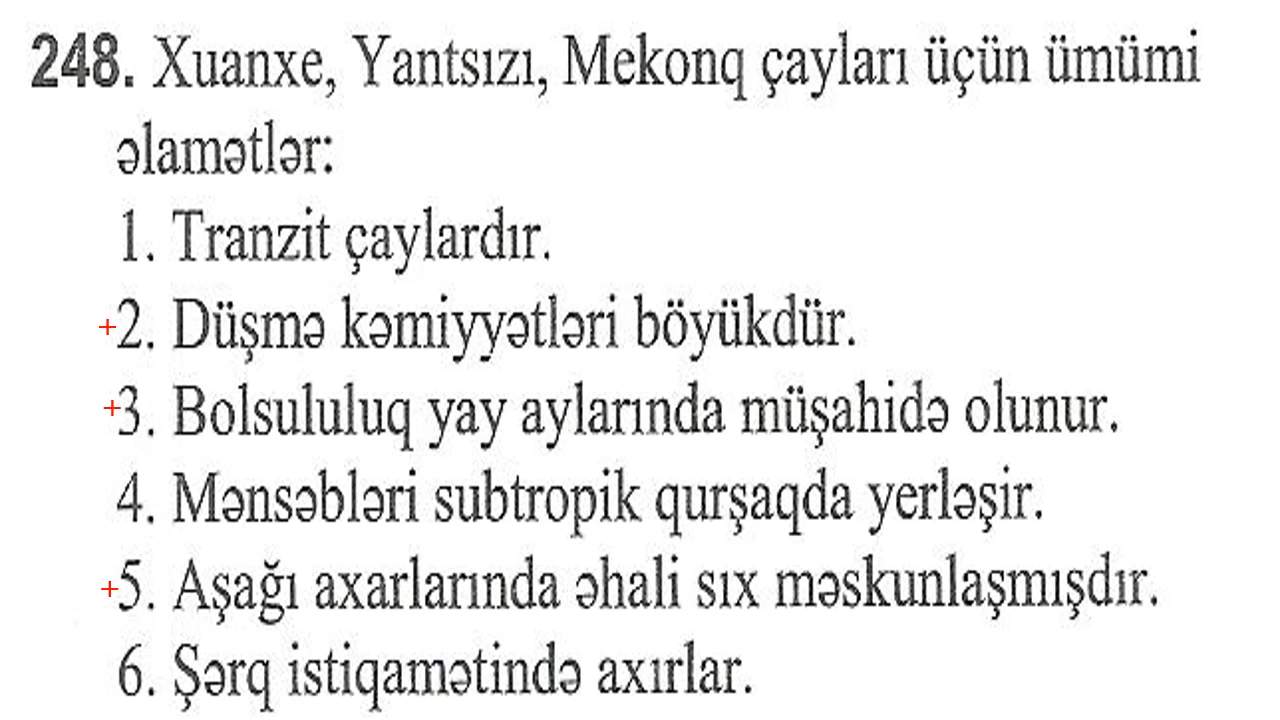 248. Xuanxe, Yantsızı, Mekonq çayları üçün ümümi
əlamətlər:
1. Tranzit çaylardır.
+2. Düşmə kəmiyyətləri böyükdür.
+3. Bolsululuq yay aylarında müşahidə olunur.
4. Mənsəbləri subtropik qurşaqda yerləşir.
+5. Aşağı axarlarında əhali sıx məskunlaşmışdır.
6. Şərq istiqamətində axırlar.